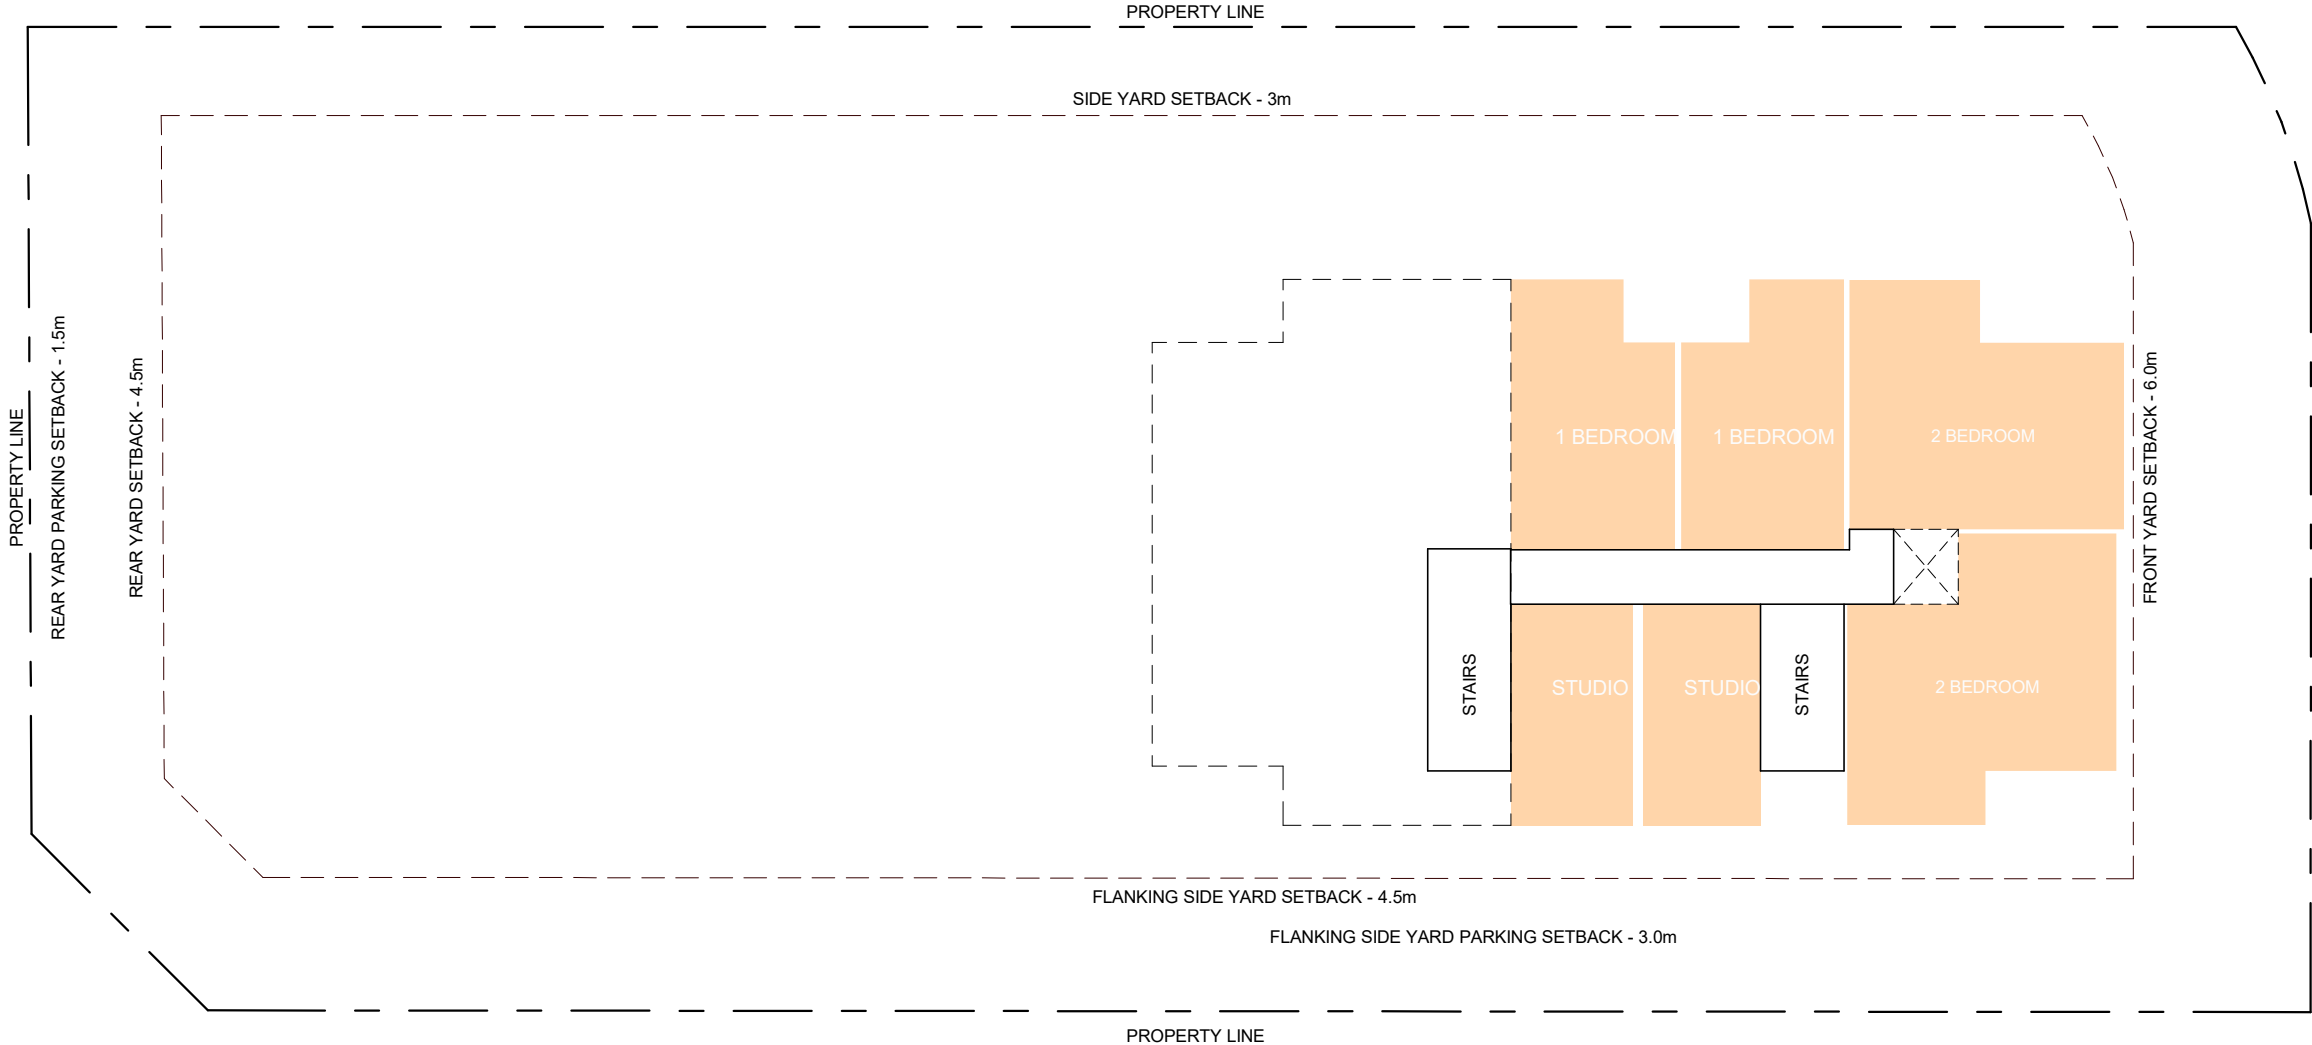 PROPERTY LINE
SIDE YARD SETBACK - 3m
PROPERTY LINE
REAR YARD PARKING SETBACK - 1.5m
REAR YARD SETBACK - 4.5m
1 BEDROOM
1 BEDROOM
2 BEDROOM
FRONT YARD SETBACK - 6.0m
STAIRS
STUDIO
STUDIO
STAIRS
2 BEDROOM
FLANKING SIDE YARD SETBACK - 4.5m
FLANKING SIDE YARD PARKING SETBACK - 3.0m
PROPERTY LINE